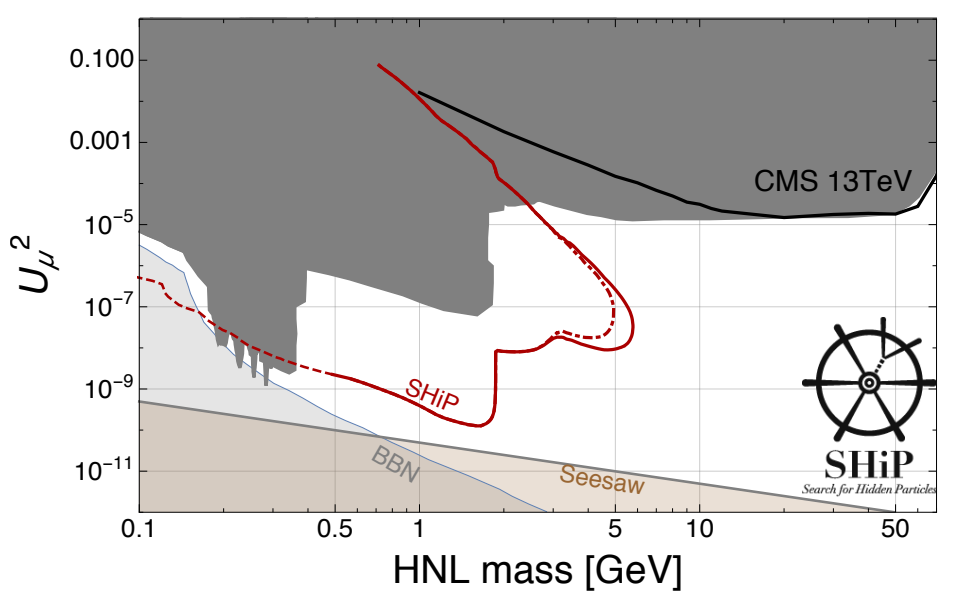 0.100
0.001
10⁻⁵
10⁻⁷
10⁻⁹
10⁻¹¹
U_μ²
CMS 13TeV
SHiP
BBN
Seesaw
SHiP
Search for Hidden Particles
0.1 0.5 1 5 10 50
HNL mass [GeV]